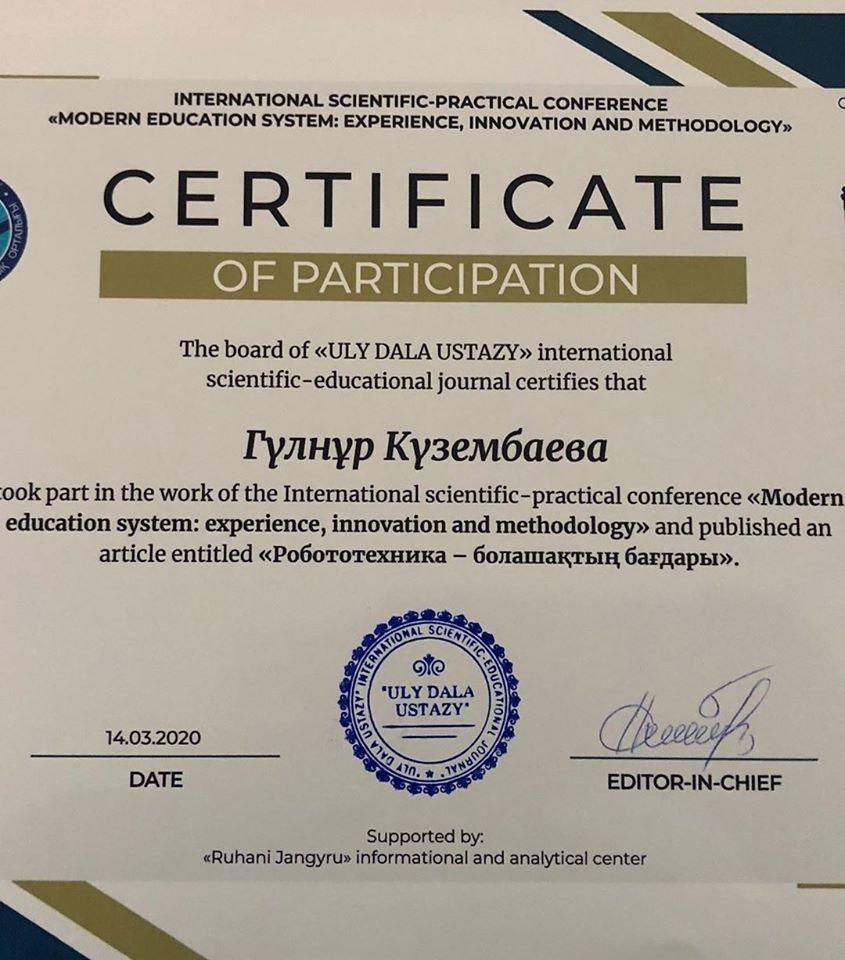 INTERNATIONAL SCIENTIFIC-PRACTICAL CONFERENCE
«MODERN EDUCATION SYSTEM: EXPERIENCE, INNOVATION AND METHODOLOGY»
CERTIFICATE
OF PARTICIPATION
ОРТАЛЫҒЫ
The board of «ULY DALA USTAZY» international
scientific-educational journal certifies that
Гүлнұр Күзембаева
took part in the work of the International scientific-practical conference «Modern
education system: experience, innovation and methodology» and published an
article entitled «Робототехника – болашақтың бағдары».
"ULY DALA USTAZY" INTERNATIONAL SCIENTIFIC-EDUCATIONAL JOURNAL
"ULY DALA
USTAZY"
14.03.2020
DATE
EDITOR-IN-CHIEF
Supported by:
«Ruhani Jangyru» informational and analytical center